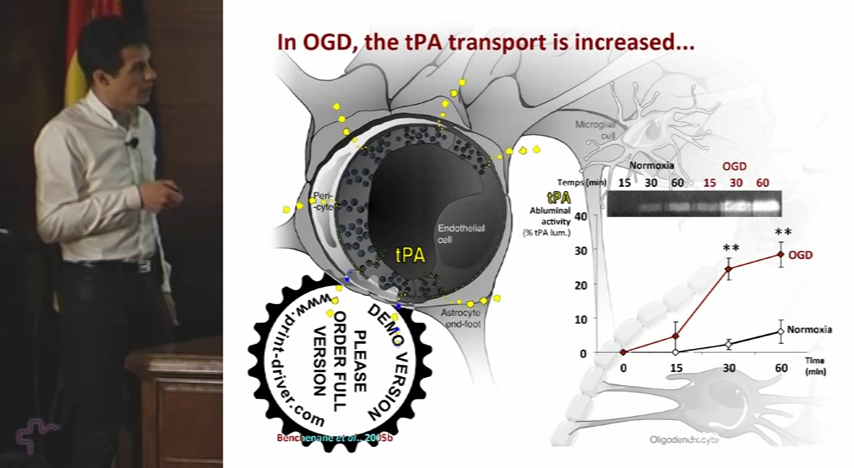 In OGD, the tPA transport is increased...
Microglial
cell
Normoxia OGD
Temps (min) 15 30 60 15 30 60
tPA
Abluminal
activity
(% tPA lum.)
40
30
20
10
0
** **
OGD
Normoxia
0 15 30 60
Time
(min)
Peri-
-cyte
Endothelial
cell
tPA
Astrocyte
end-foot
Oligodendrocyte
DEMO VERSION
PLEASE
ORDER FULL
VERSION
www.print-driver.com
Benchenane et al., 2005b